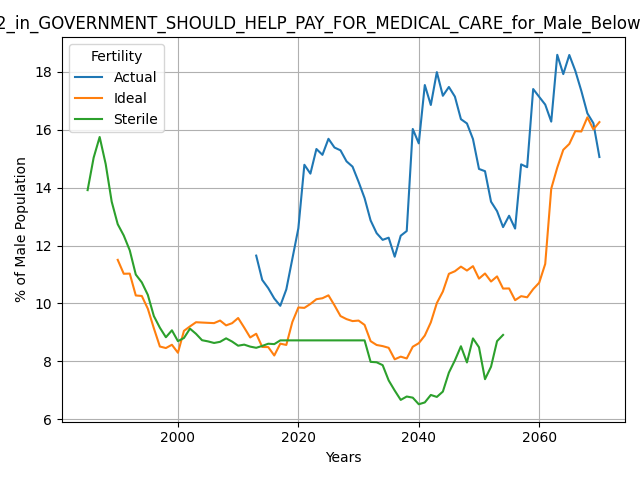 2_in_GOVERNMENT_SHOULD_HELP_PAY_FOR_MEDICAL_CARE_for_Male_Below
Fertility
Actual
Ideal
Sterile
% of Male Population
18
16
14
12
10
8
6
2000
2020
2040
2060
Years